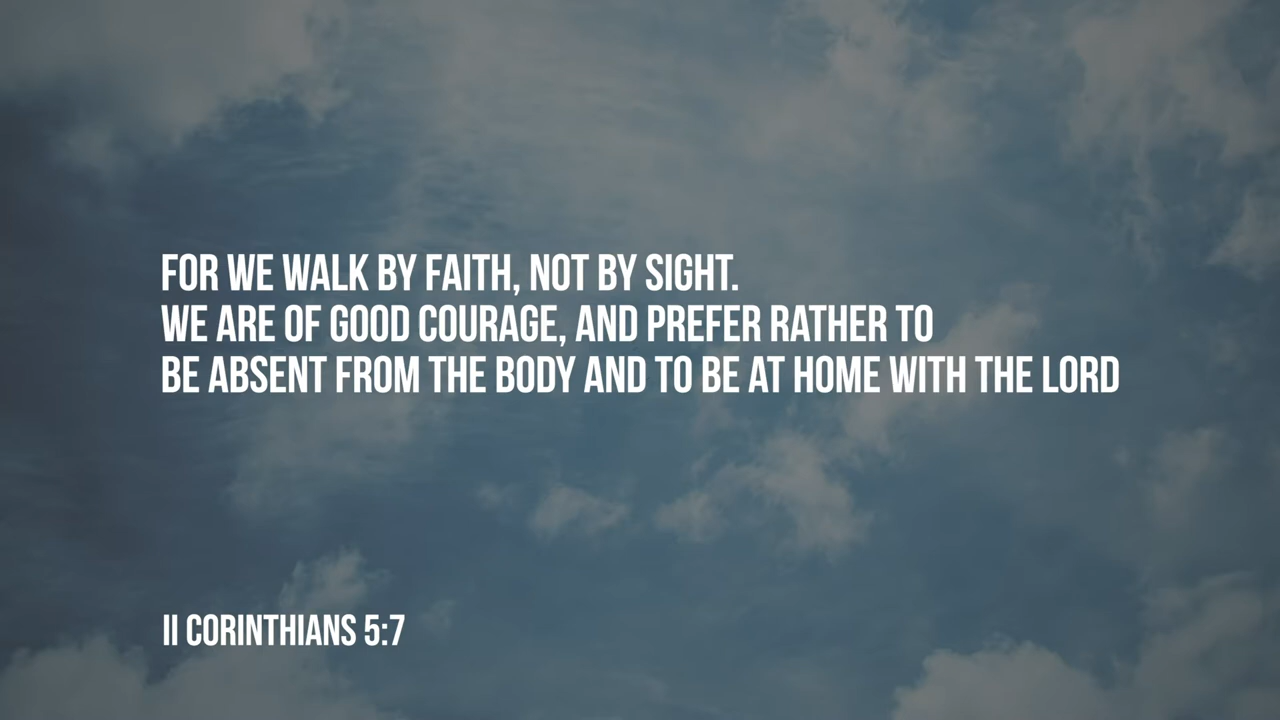 FOR WE WALK BY FAITH, NOT BY SIGHT.
WE ARE OF GOOD COURAGE, AND PREFER RATHER TO
BE ABSENT FROM THE BODY AND TO BE AT HOME WITH THE LORD
II CORINTHIANS 5:7